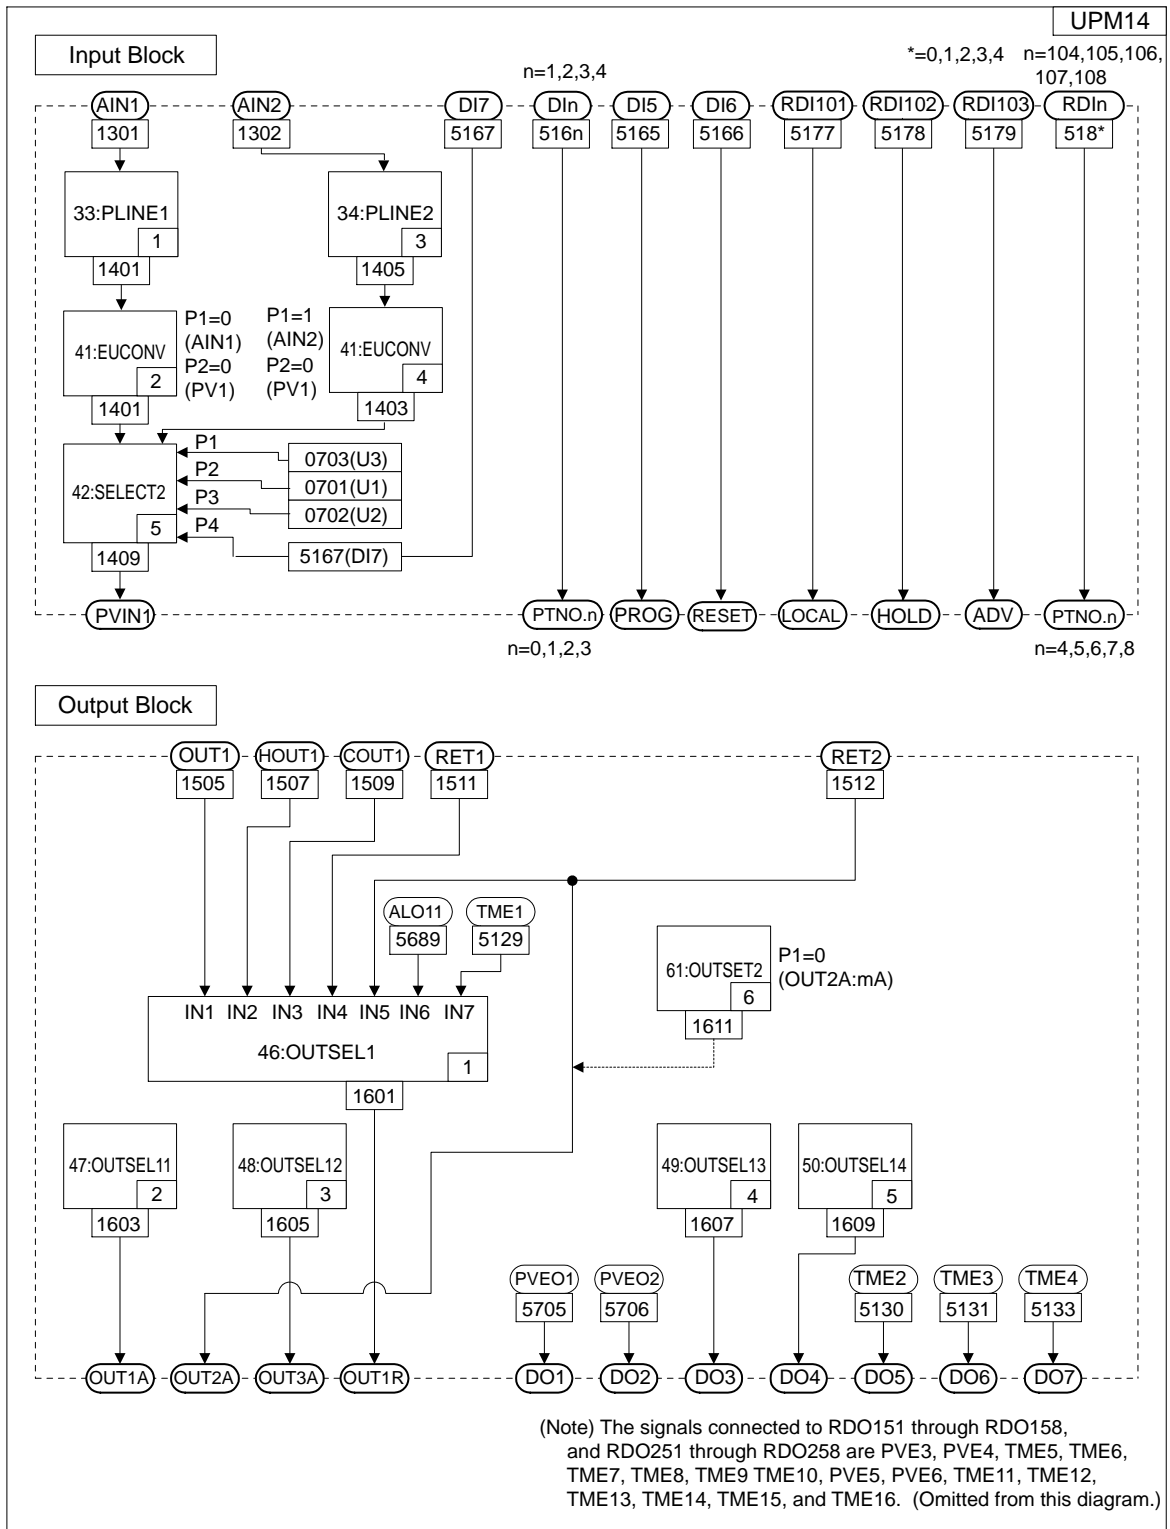 UPM14
Input Block
*=0,1,2,3,4
n=104,105,106,
107,108
n=1,2,3,4
AIN1
AIN2
DI7
DIn
DI5
DI6
RDI101
RDI102
RDI103
RDIn
1301
1302
5167
516n
5165
5166
5177
5178
5179
518*
33:PLINE1
1
34:PLINE2
3
1401
1405
41:EUCONV
2
P1=0
(AIN1)
P2=0
(PV1)
P1=1
(AIN2)
P2=0
(PV1)
41:EUCONV
4
1401
1403
42:SELECT2
5
P1
P2
P3
P4
0703(U3)
0701(U1)
0702(U2)
5167(DI7)
1409
PVIN1
PTNO.n
PROG
RESET
LOCAL
HOLD
ADV
PTNO.n
n=0,1,2,3
n=4,5,6,7,8
Output Block
OUT1
HOUT1
COUT1
RET1
RET2
1505
1507
1509
1511
1512
ALO11
TME1
5689
5129
61:OUTSET2
6
P1=0
(OUT2A:mA)
1611
IN1 IN2 IN3 IN4 IN5 IN6 IN7
46:OUTSEL1
1
1601
47:OUTSEL11
2
48:OUTSEL12
3
49:OUTSEL13
4
50:OUTSEL14
5
1603
1605
1607
1609
PVEO1
PVEO2
TME2
TME3
TME4
5705
5706
5130
5131
5133
OUT1A
OUT2A
OUT3A
OUT1R
DO1
DO2
DO3
DO4
DO5
DO6
DO7
(Note) The signals connected to RDO151 through RDO158,
and RDO251 through RDO258 are PVE3, PVE4, TME5, TME6,
TME7, TME8, TME9 TME10, PVE5, PVE6, TME11, TME12,
TME13, TME14, TME15, and TME16. (Omitted from this diagram.)